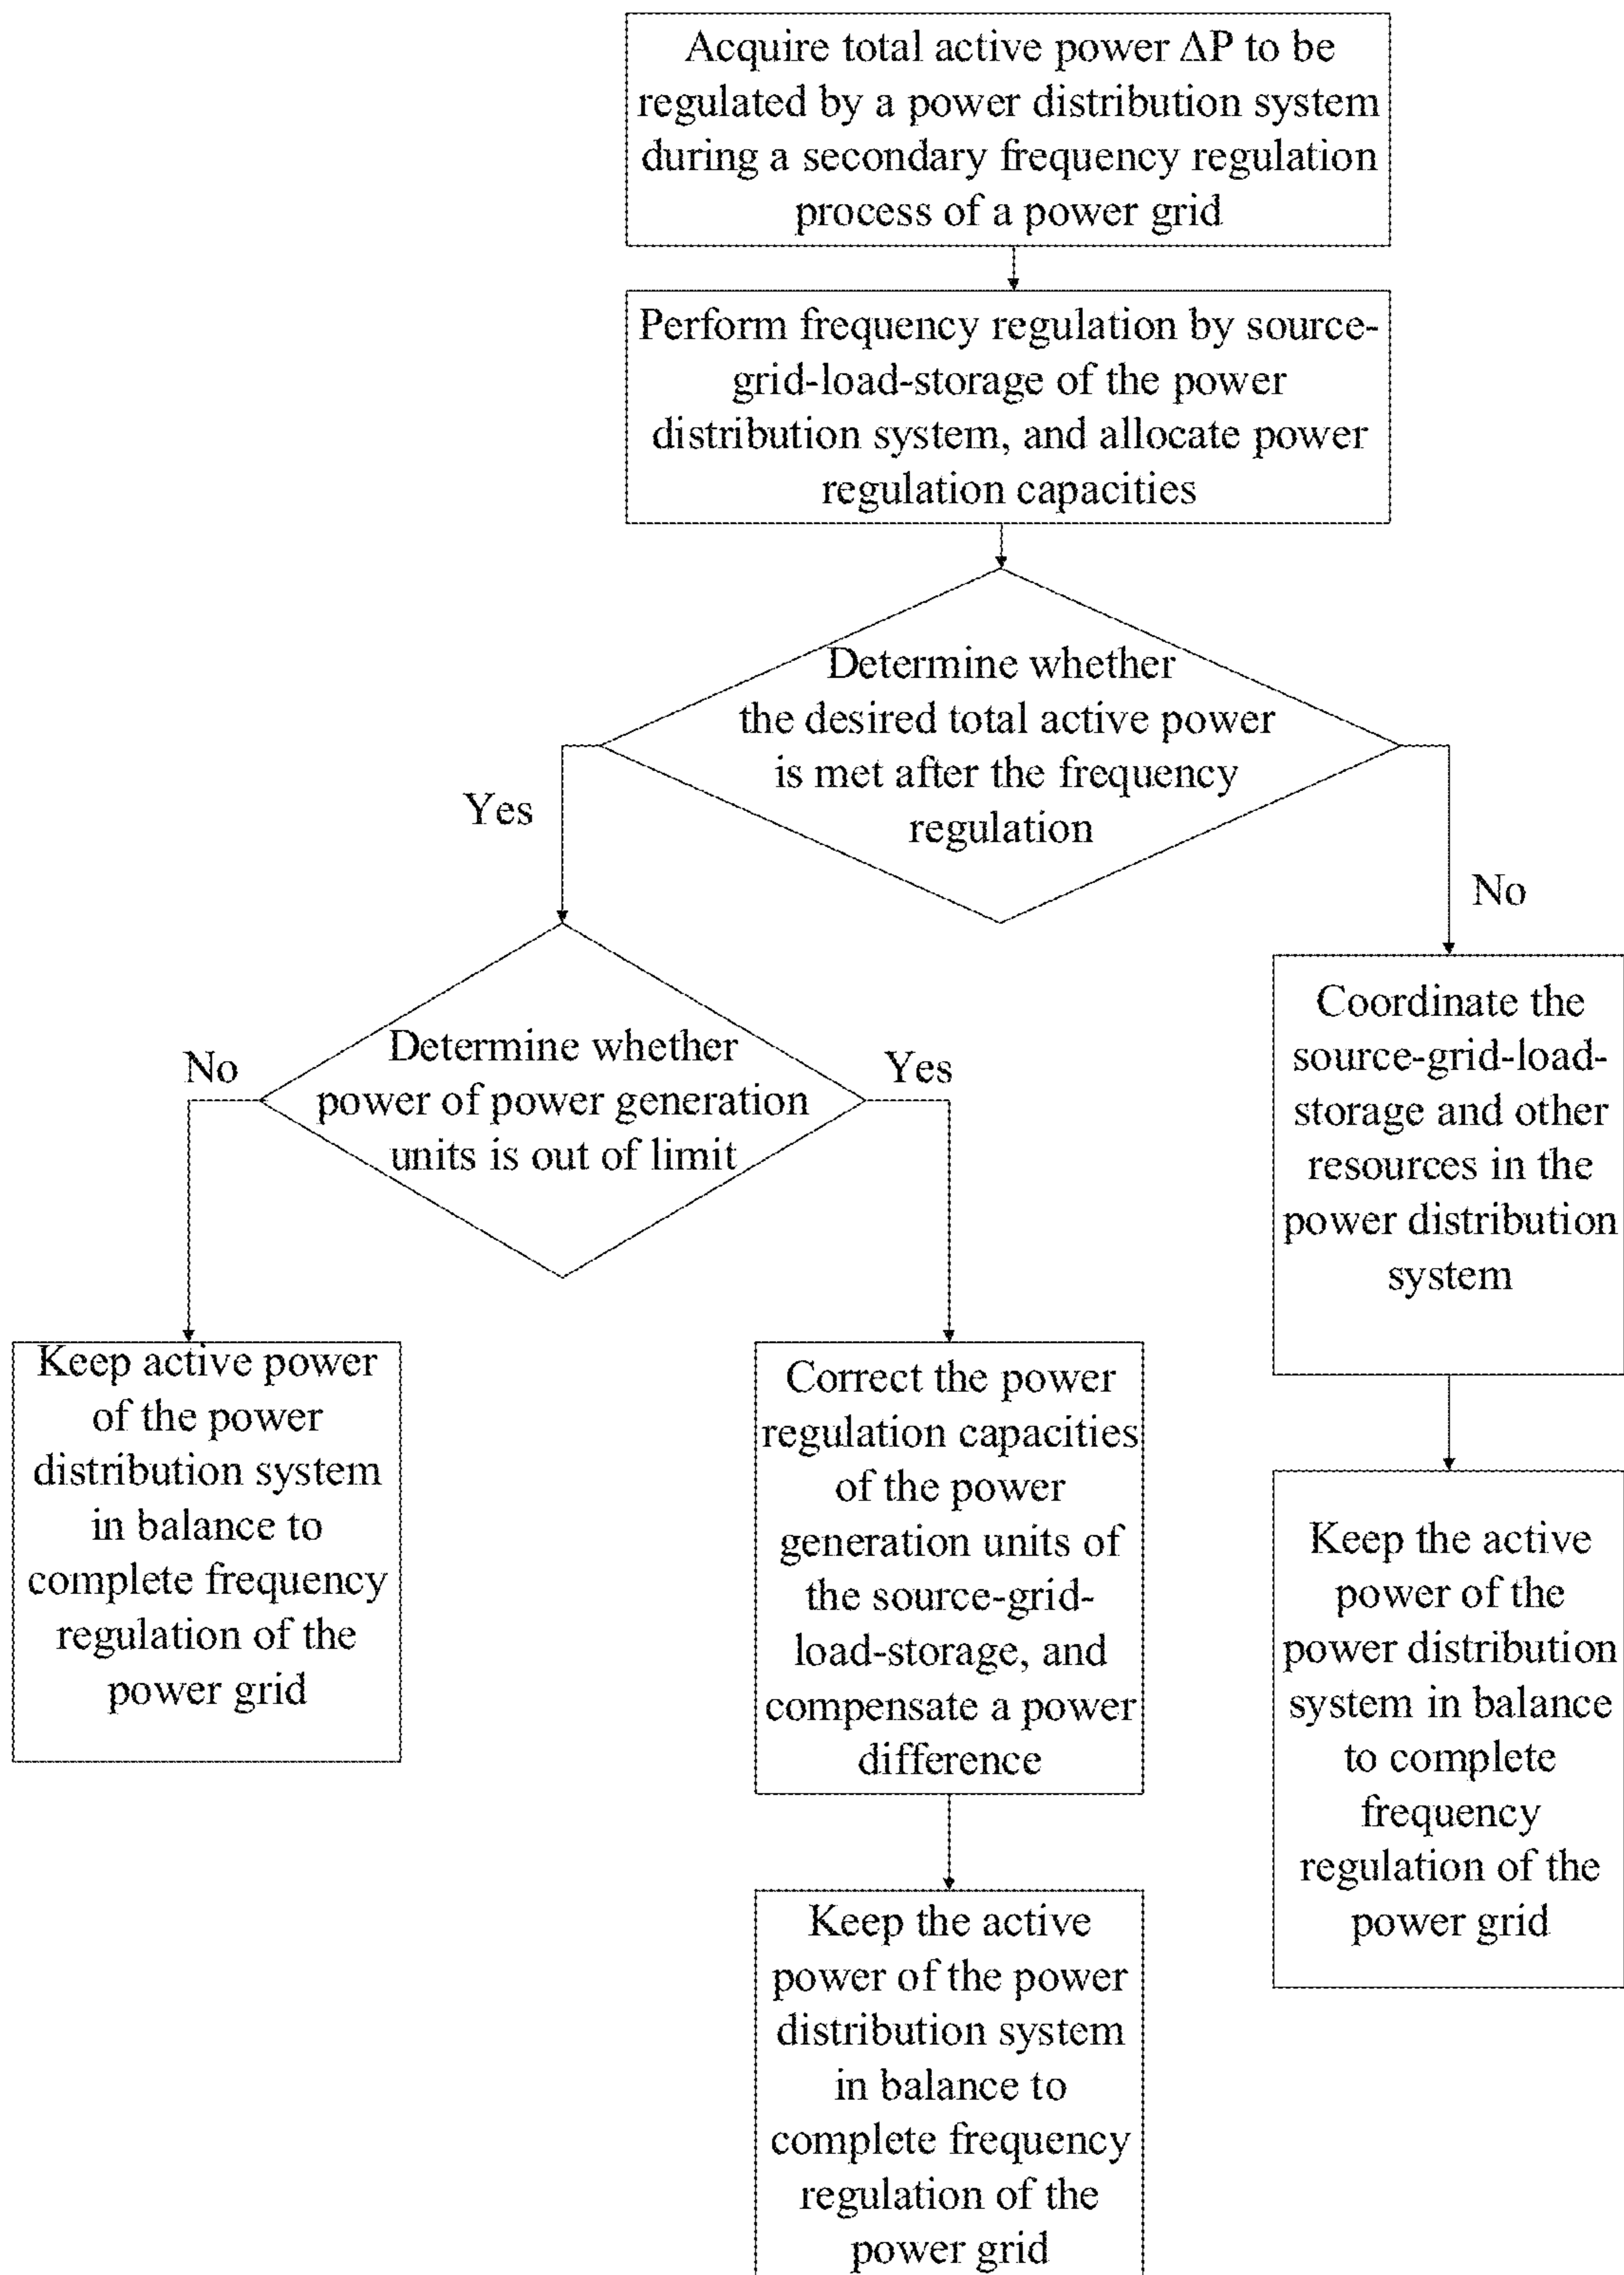 Acquire total active power ΔP to be
regulated by a power distribution system
during a secondary frequency regulation
process of a power grid
Perform frequency regulation by source-
grid-load-storage of the power
distribution system, and allocate power
regulation capacities
Determine whether
the desired total active power
is met after the frequency
regulation
Yes
No
Determine whether
power of power generation
units is out of limit
No
Yes
Coordinate the
source-grid-load-
storage and other
resources in the
power distribution
system
Keep active power
of the power
distribution system
in balance to
complete frequency
regulation of the
power grid
Correct the power
regulation capacities
of the power
generation units of
the source-grid-
load-storage, and
compensate a power
difference
Keep the active
power of the
power distribution
system in balance
to complete
frequency
regulation of the
power grid
Keep the active
power of the power
distribution system
in balance to
complete frequency
regulation of the
power grid